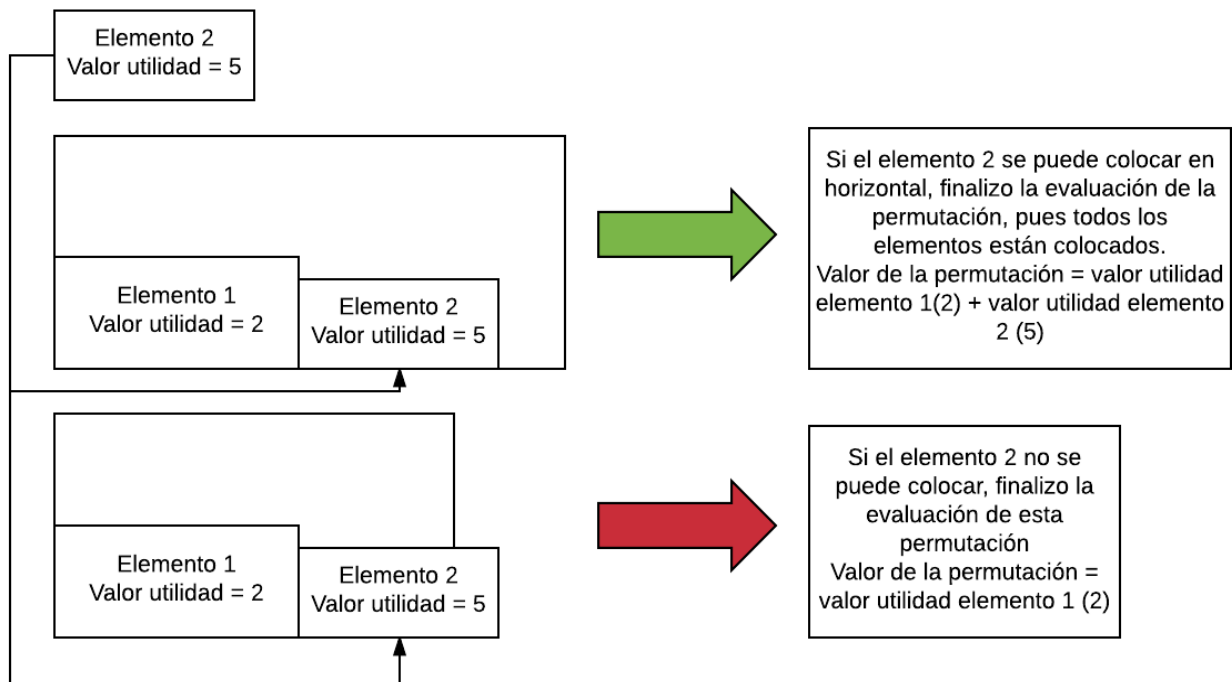 Elemento 2
Valor utilidad = 5
Elemento 1
Valor utilidad = 2
Elemento 2
Valor utilidad = 5
Si el elemento 2 se puede colocar en
horizontal, finalizo la evaluación de la
permutación, pues todos los
elementos están colocados.
Valor de la permutación = valor utilidad
elemento 1(2) + valor utilidad elemento
2 (5)
Elemento 1
Valor utilidad = 2
Elemento 2
Valor utilidad = 5
Si el elemento 2 no se
puede colocar, finalizo la
evaluación de esta
permutación
Valor de la permutación =
valor utilidad elemento 1 (2)